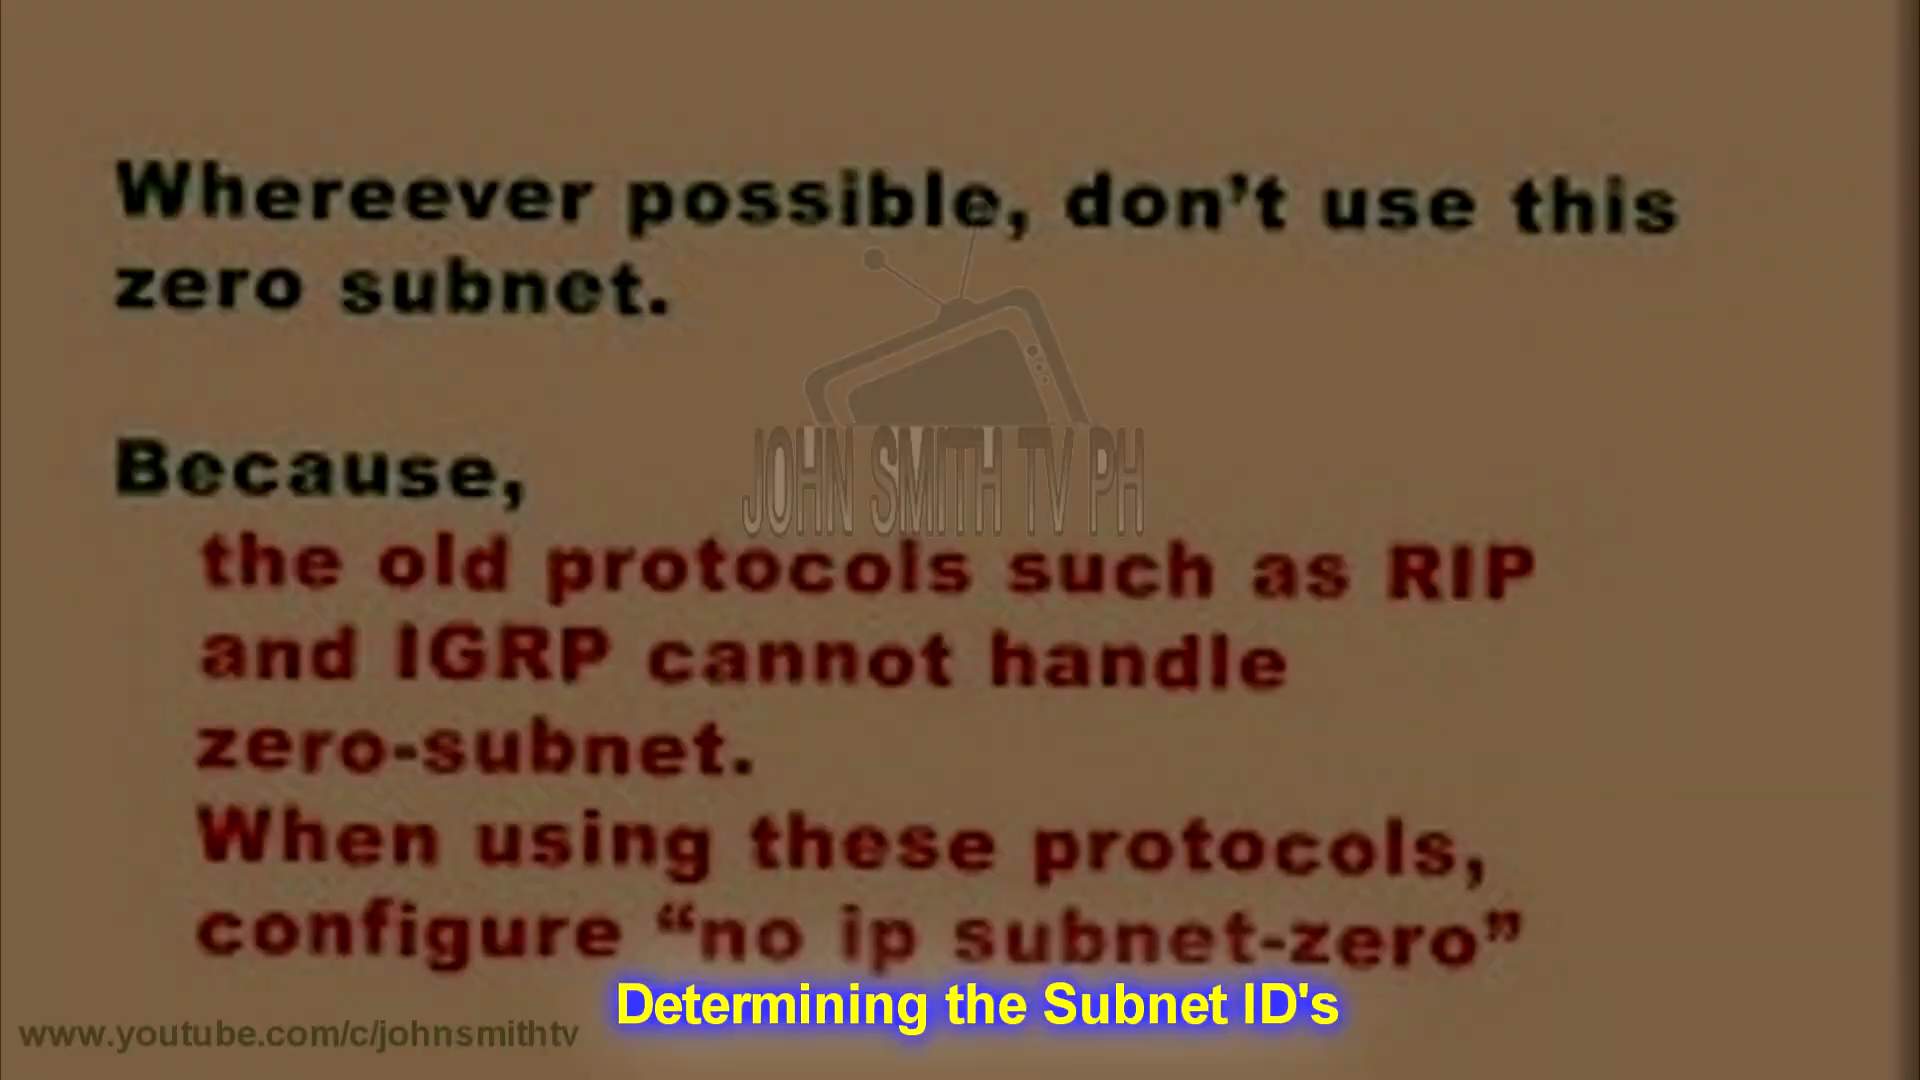 Whereever possible, don’t use this
zero subnet.
JOHN SMITH TV PH
Because,
the old protocols such as RIP
and IGRP cannot handle
zero-subnet.
When using these protocols,
configure “no ip subnet-zero”
Determining the Subnet ID's
www.youtube.com/c/johnsmithtv